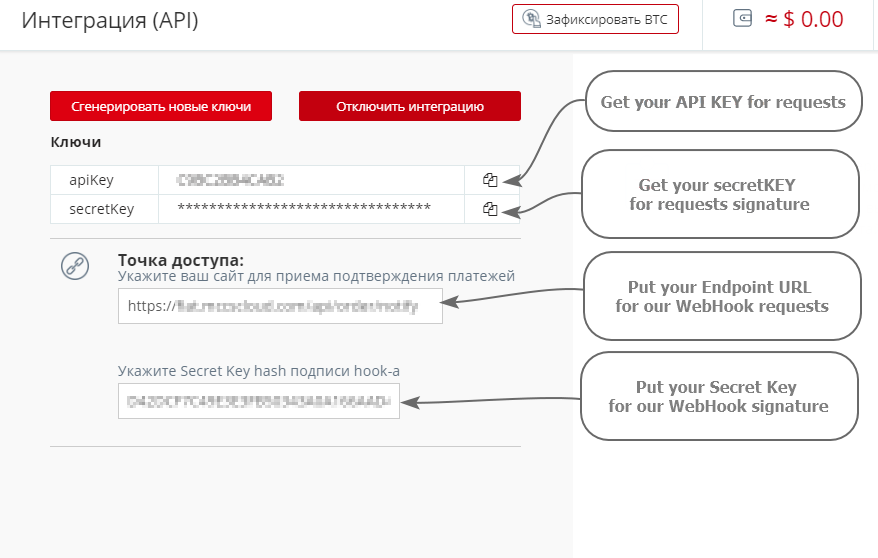 Интеграция (API)
Зафиксировать BTC
≈ $ 0.00
Сгенерировать новые ключи
Отключить интеграцию
Get your API KEY for requests
Ключи
apiKey
secretKey
********************************
Get your secretKEY
for requests signature
Точка доступа:
Укажите ваш сайт для приема подтверждения платежей
https://
Put your Endpoint URL
for our WebHook requests
Укажите Secret Key hash подписи hook-а
Put your Secret Key
for our WebHook signature